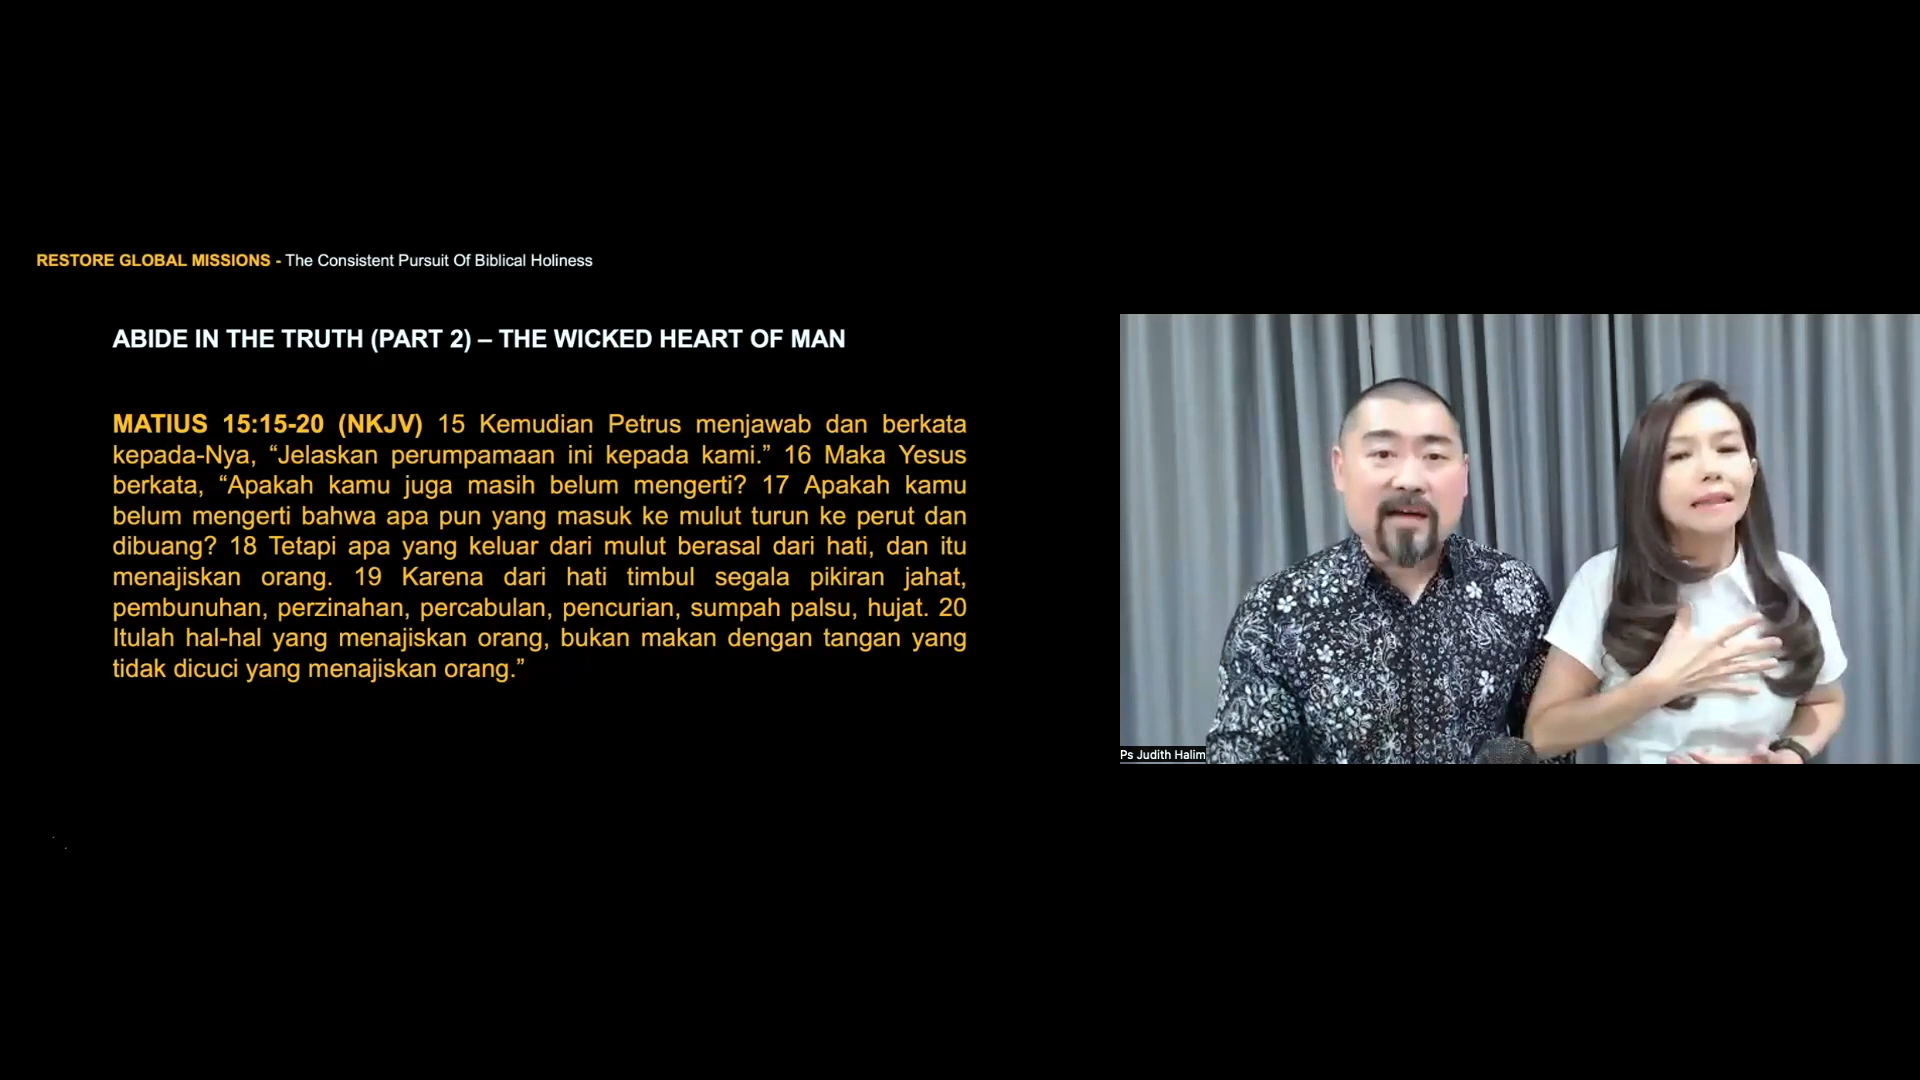 RESTORE GLOBAL MISSIONS - The Consistent Pursuit Of Biblical Holiness
ABIDE IN THE TRUTH (PART 2) – THE WICKED HEART OF MAN
MATIUS 15:15-20 (NKJV) 15 Kemudian Petrus menjawab dan berkata
kepada-Nya, “Jelaskan perumpamaan ini kepada kami.” 16 Maka Yesus
berkata, “Apakah kamu juga masih belum mengerti? 17 Apakah kamu
belum mengerti bahwa apa pun yang masuk ke mulut turun ke perut dan
dibuang? 18 Tetapi apa yang keluar dari mulut berasal dari hati, dan itu
menajiskan orang. 19 Karena dari hati timbul segala pikiran jahat,
pembunuhan, perzinahan, percabulan, pencurian, sumpah palsu, hujat. 20
Itulah hal-hal yang menajiskan orang, bukan makan dengan tangan yang
tidak dicuci yang menajiskan orang.”
Ps Judith Halim